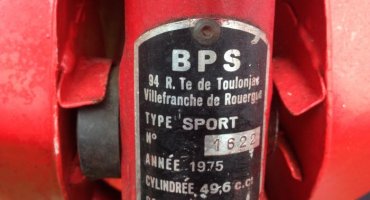 BPS
94 R. Te de Toulonjac
Villefranche de Rouergue
TYPE SPORT
N° 1622
ANNÉE 1975
CYLINDRÉE 49,6 c.c.